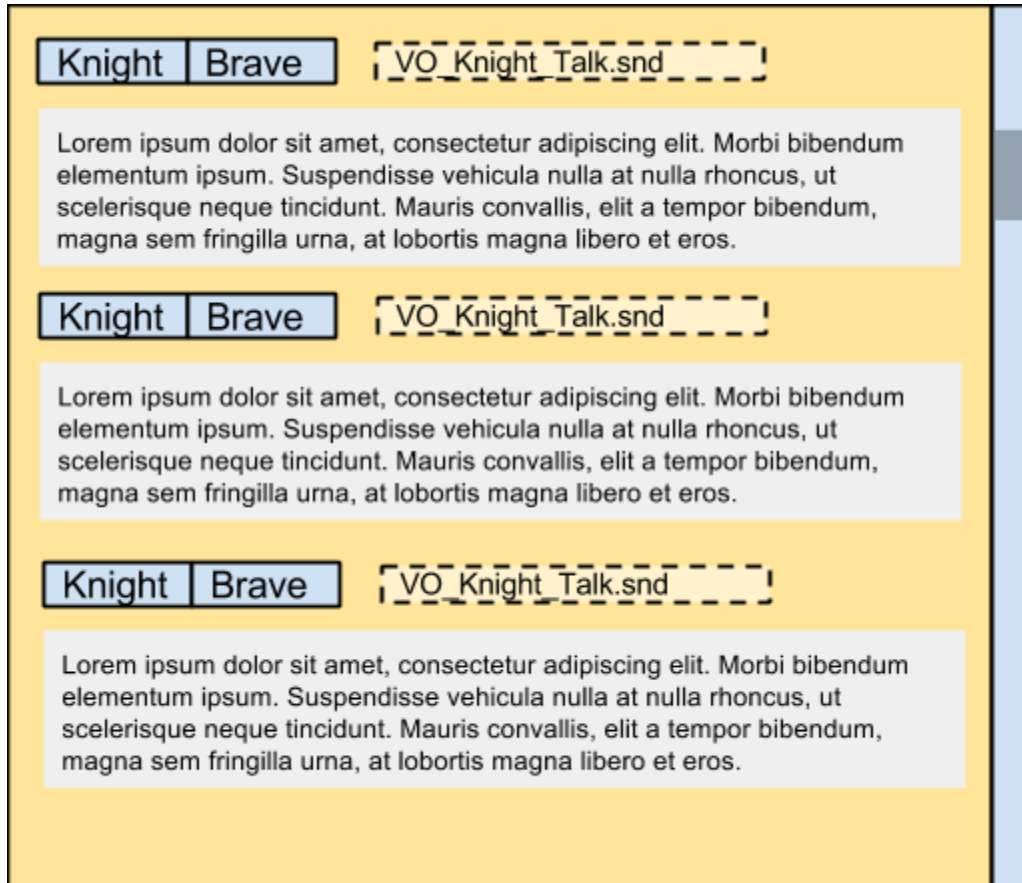 Knight Brave VO_Knight_Talk.snd
Lorem ipsum dolor sit amet, consectetur adipiscing elit. Morbi bibendum
elementum ipsum. Suspendisse vehicula nulla at nulla rhoncus, ut
scelerisque neque tincidunt. Mauris convallis, elit a tempor bibendum,
magna sem fringilla urna, at lobortis magna libero et eros.
Knight Brave VO_Knight_Talk.snd
Lorem ipsum dolor sit amet, consectetur adipiscing elit. Morbi bibendum
elementum ipsum. Suspendisse vehicula nulla at nulla rhoncus, ut
scelerisque neque tincidunt. Mauris convallis, elit a tempor bibendum,
magna sem fringilla urna, at lobortis magna libero et eros.
Knight Brave VO_Knight_Talk.snd
Lorem ipsum dolor sit amet, consectetur adipiscing elit. Morbi bibendum
elementum ipsum. Suspendisse vehicula nulla at nulla rhoncus, ut
scelerisque neque tincidunt. Mauris convallis, elit a tempor bibendum,
magna sem fringilla urna, at lobortis magna libero et eros.